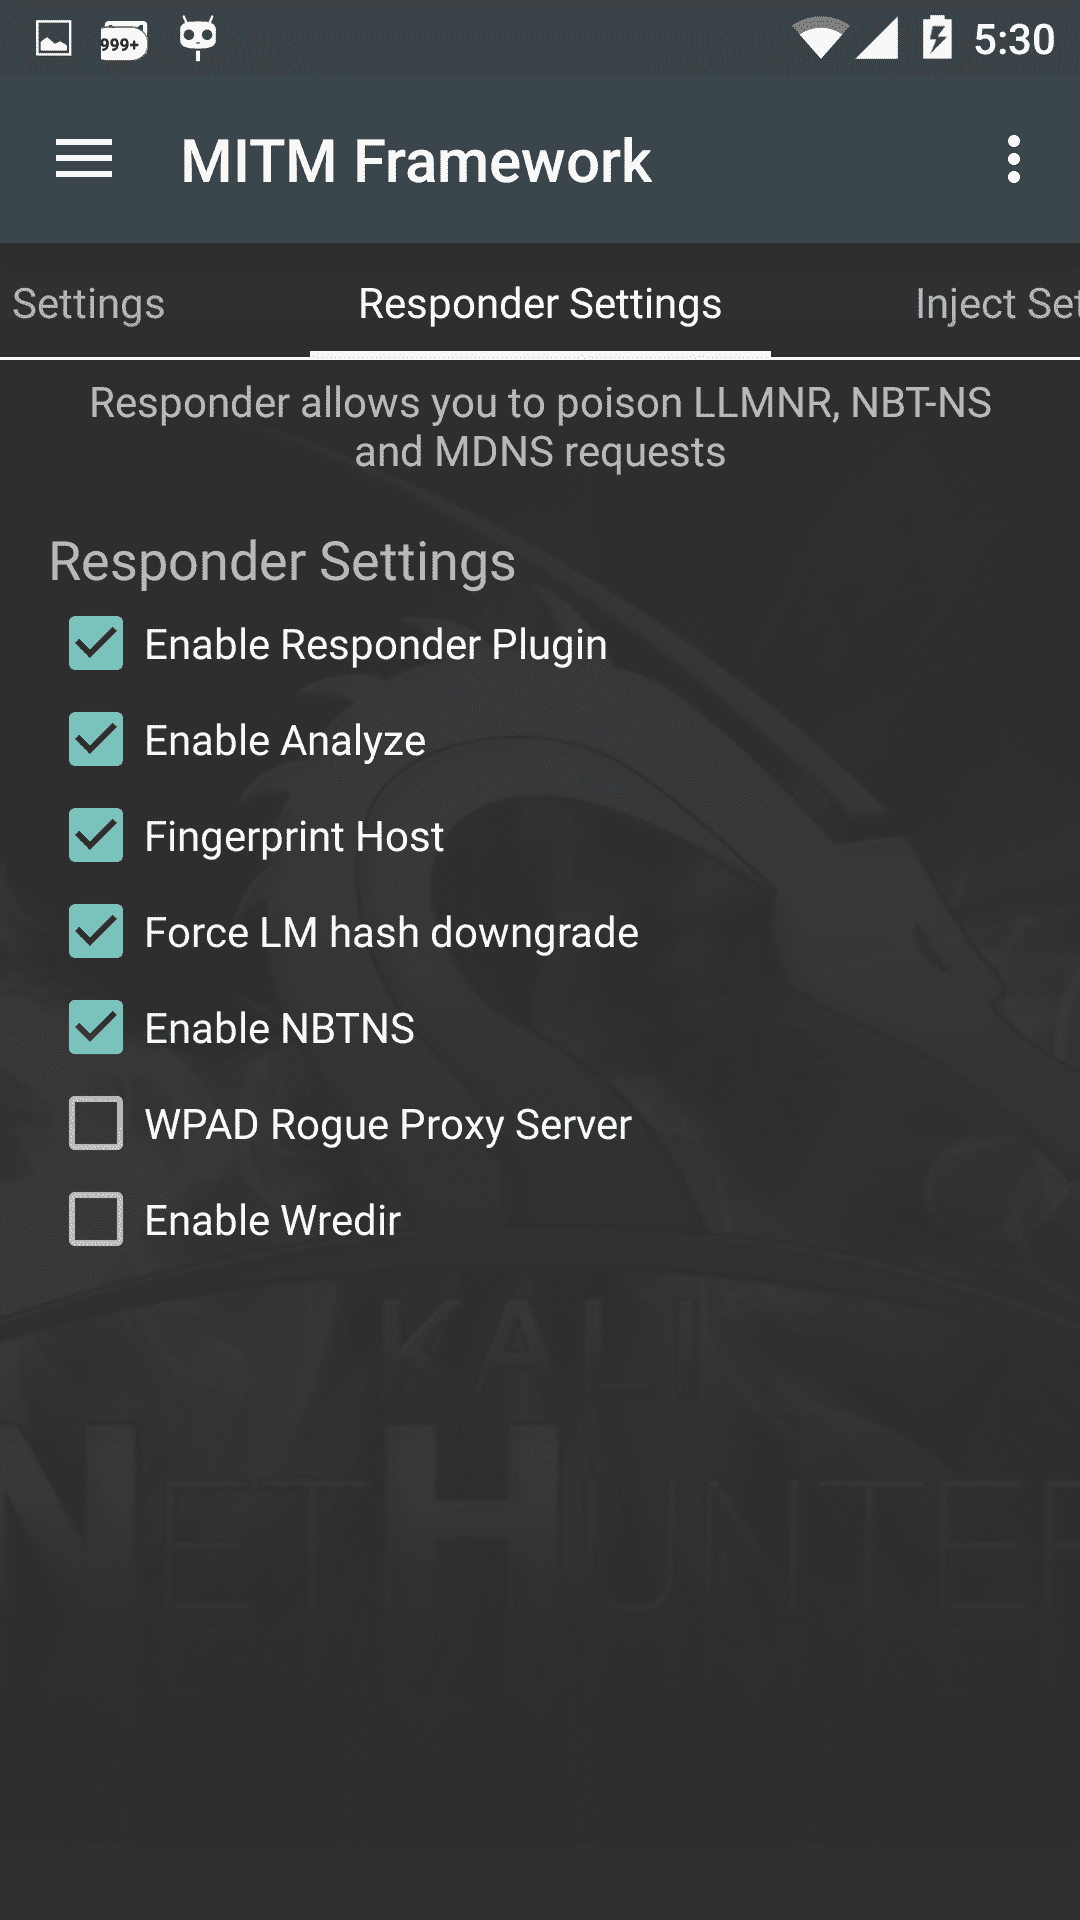 999+
5:30
MITM Framework
Settings
Responder Settings
Inject Set
Responder allows you to poison LLMNR, NBT-NS
and MDNS requests
Responder Settings
Enable Responder Plugin
Enable Analyze
Fingerprint Host
Force LM hash downgrade
Enable NBTNS
WPAD Rogue Proxy Server
Enable Wredir
KALI
NETHUNTER